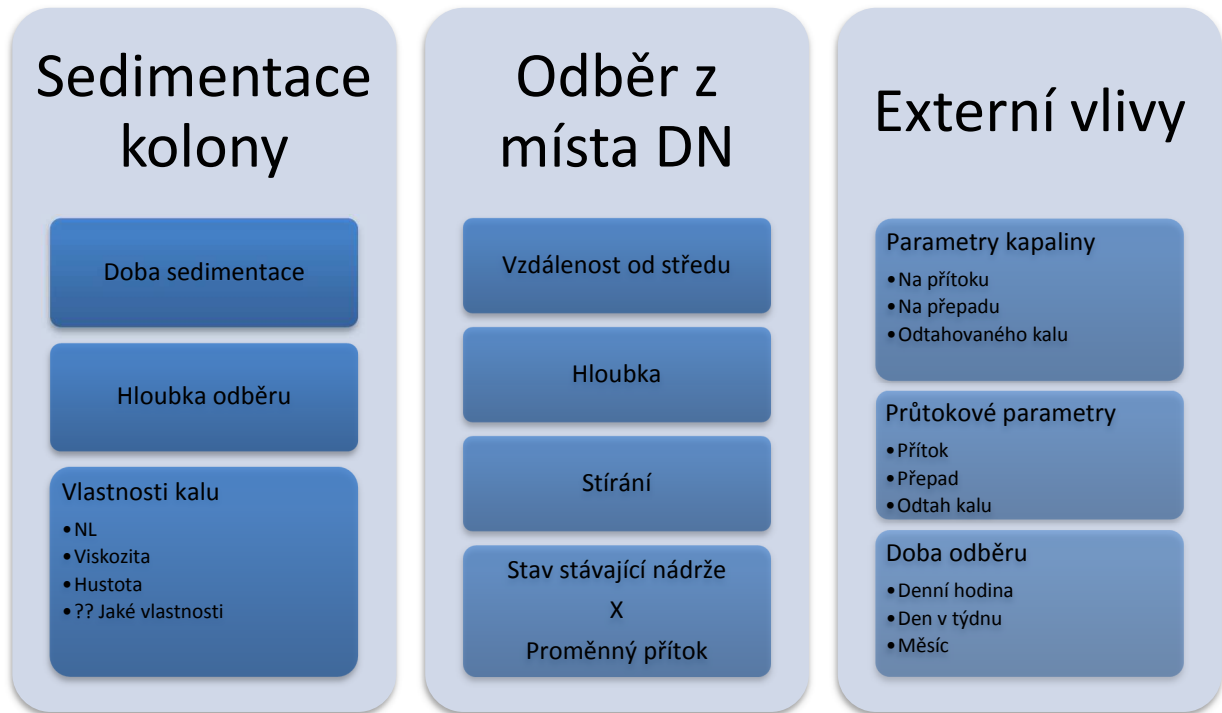 Sedimentace
kolony
Doba sedimentace
Hloubka odběru
Vlastnosti kalu
•NL
•Viskozita
•Hustota
•?? Jaké vlastnosti
Odběr z
místa DN
Vzdálenost od středu
Hloubka
Stírání
Stav stávající nádrže
X
Proměnný přítok
Externí vlivy
Parametry kapaliny
•Na přítoku
•Na přepadu
•Odtahovaného kalu
Průtokové parametry
•Přítok
•Přepad
•Odtah kalu
Doba odběru
•Denní hodina
•Den v týdnu
•Měsíc